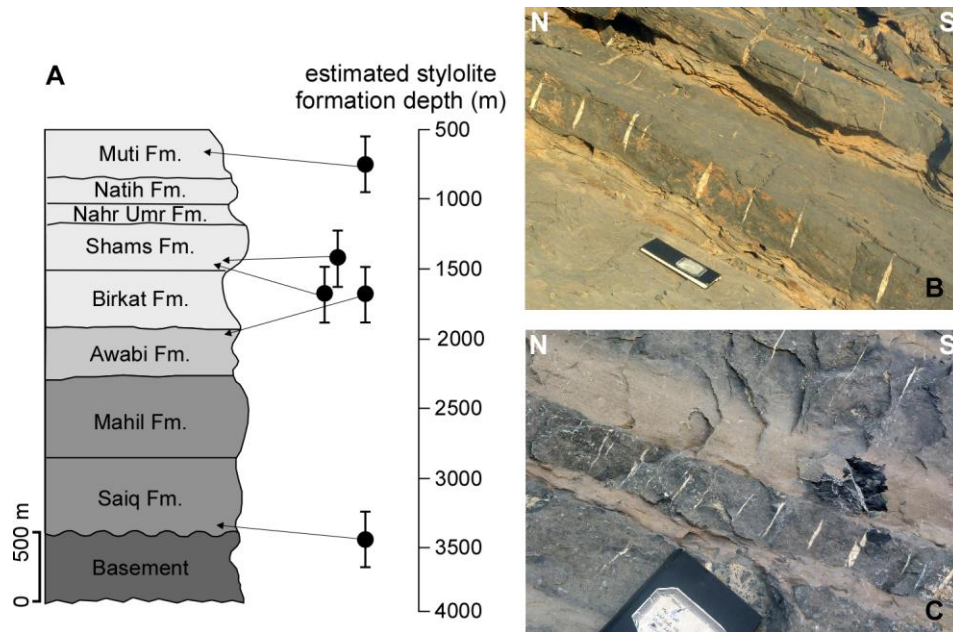 A
estimated stylolite
formation depth (m)
Muti Fm.
Natih Fm.
Nahr Umr Fm.
Shams Fm.
Birkat Fm.
Awabi Fm.
Mahil Fm.
Saiq Fm.
Basement
500 m
0
500
1000
1500
2000
2500
3000
3500
4000
N
S
B
N
S
C